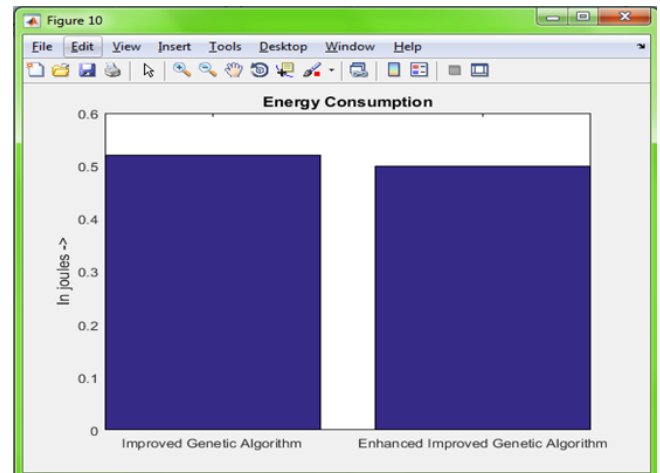 Figure 10
File Edit View Insert Tools Desktop Window Help
Energy Consumption
0.6
0.5
0.4
0.3
0.2
0.1
0
In joules ->
Improved Genetic Algorithm
Enhanced Improved Genetic Algorithm